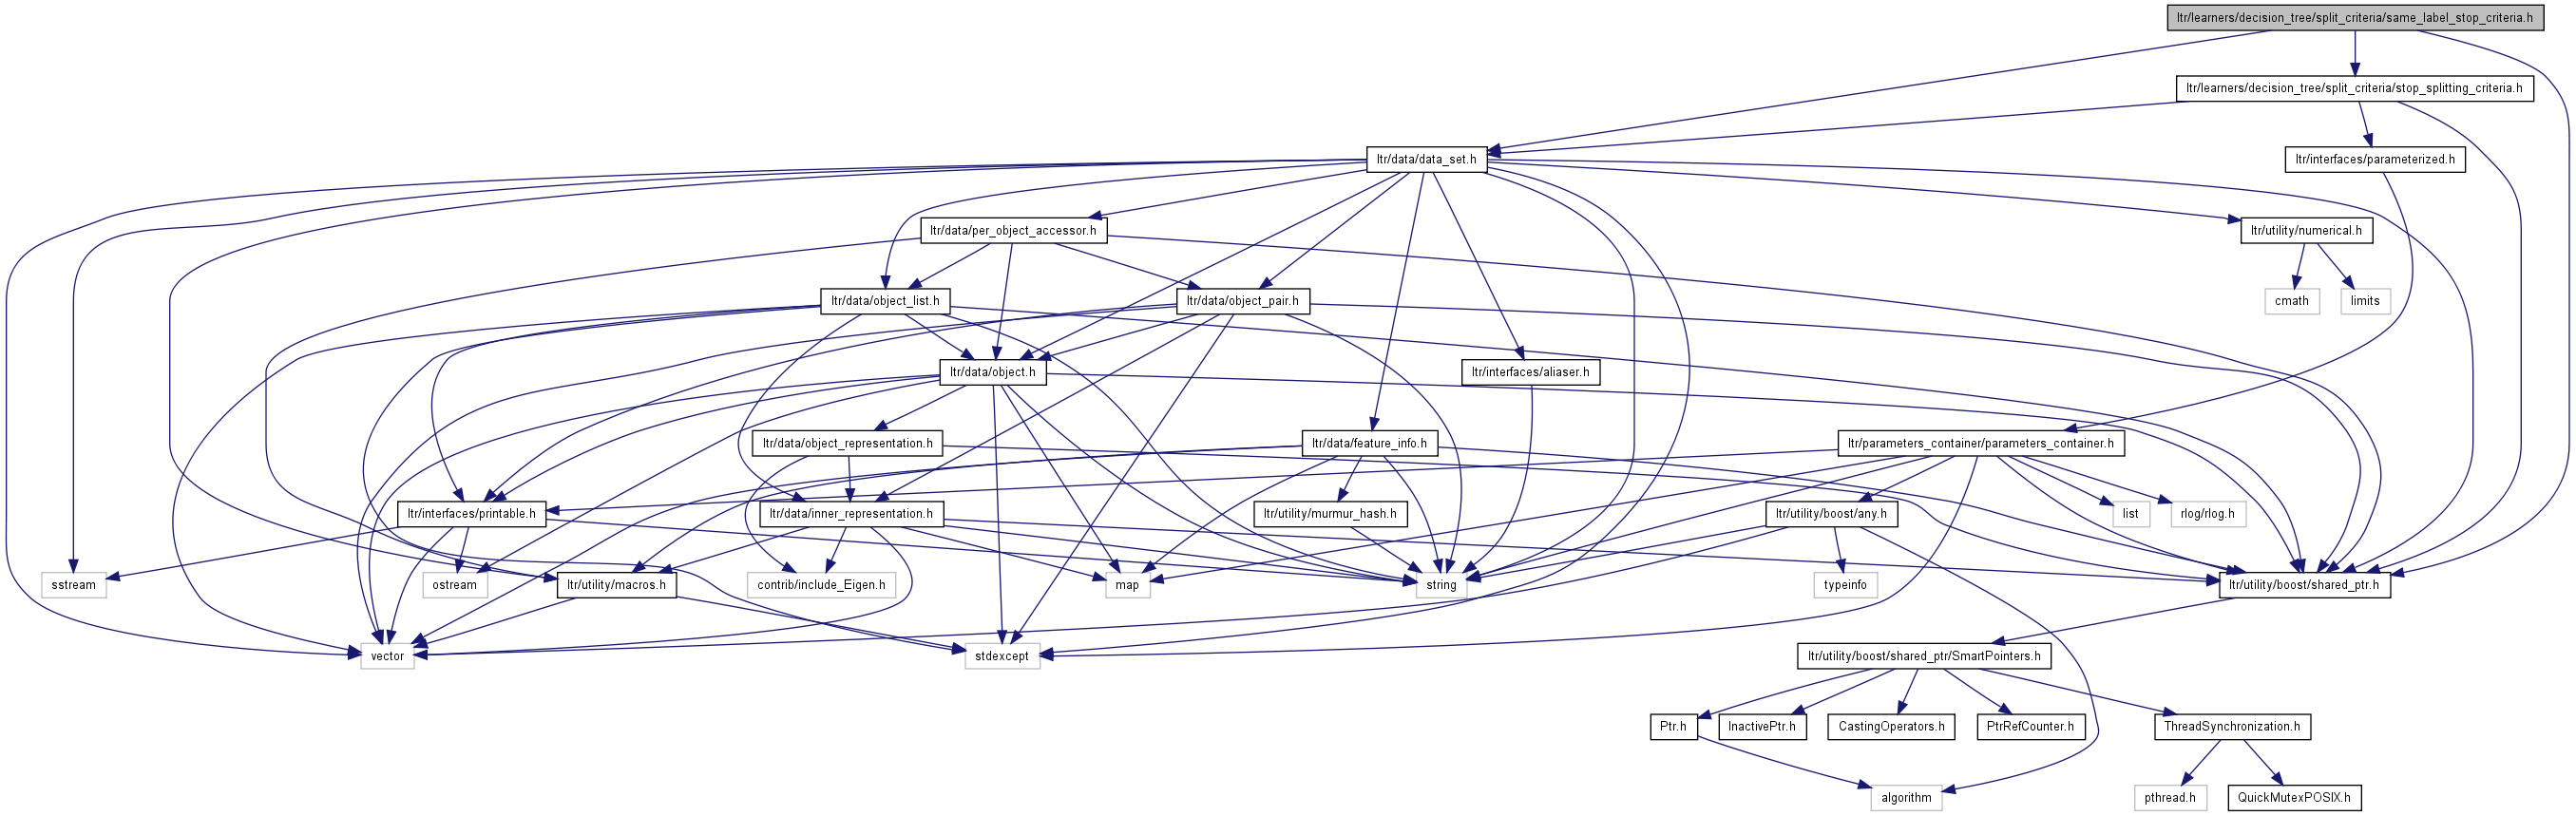 ltr/learners/decision_tree/split_criteria/same_label_stop_criteria.h
ltr/learners/decision_tree/split_criteria/stop_splitting_criteria.h
ltr/data/data_set.h
ltr/interfaces/parameterized.h
ltr/data/per_object_accessor.h
ltr/utility/numerical.h
ltr/data/object_list.h
ltr/data/object_pair.h
cmath
limits
ltr/data/object.h
ltr/interfaces/aliaser.h
ltr/data/object_representation.h
ltr/data/feature_info.h
ltr/parameters_container/parameters_container.h
ltr/interfaces/printable.h
ltr/data/inner_representation.h
ltr/utility/murmur_hash.h
ltr/utility/boost/any.h
list
rlog/rlog.h
sstream
ostream
ltr/utility/macros.h
contrib/include_Eigen.h
map
string
typeinfo
ltr/utility/boost/shared_ptr.h
vector
stdexcept
ltr/utility/boost/shared_ptr/SmartPointers.h
Ptr.h
InactivePtr.h
CastingOperators.h
PtrRefCounter.h
ThreadSynchronization.h
algorithm
pthread.h
QuickMutexPOSIX.h